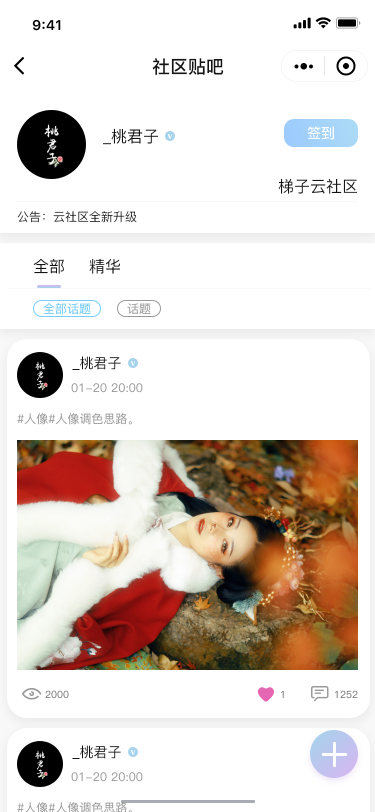 9:41
社区贴吧
桃君子
_桃君子
签到
梯子云社区
公告：云社区全新升级
全部 精华
全部话题 话题
桃君子
_桃君子
01-20 20:00
#人像#人像调色思路。
2000 1 1252
桃君子
_桃君子
01-20 20:00
#人像#人像调色思路。